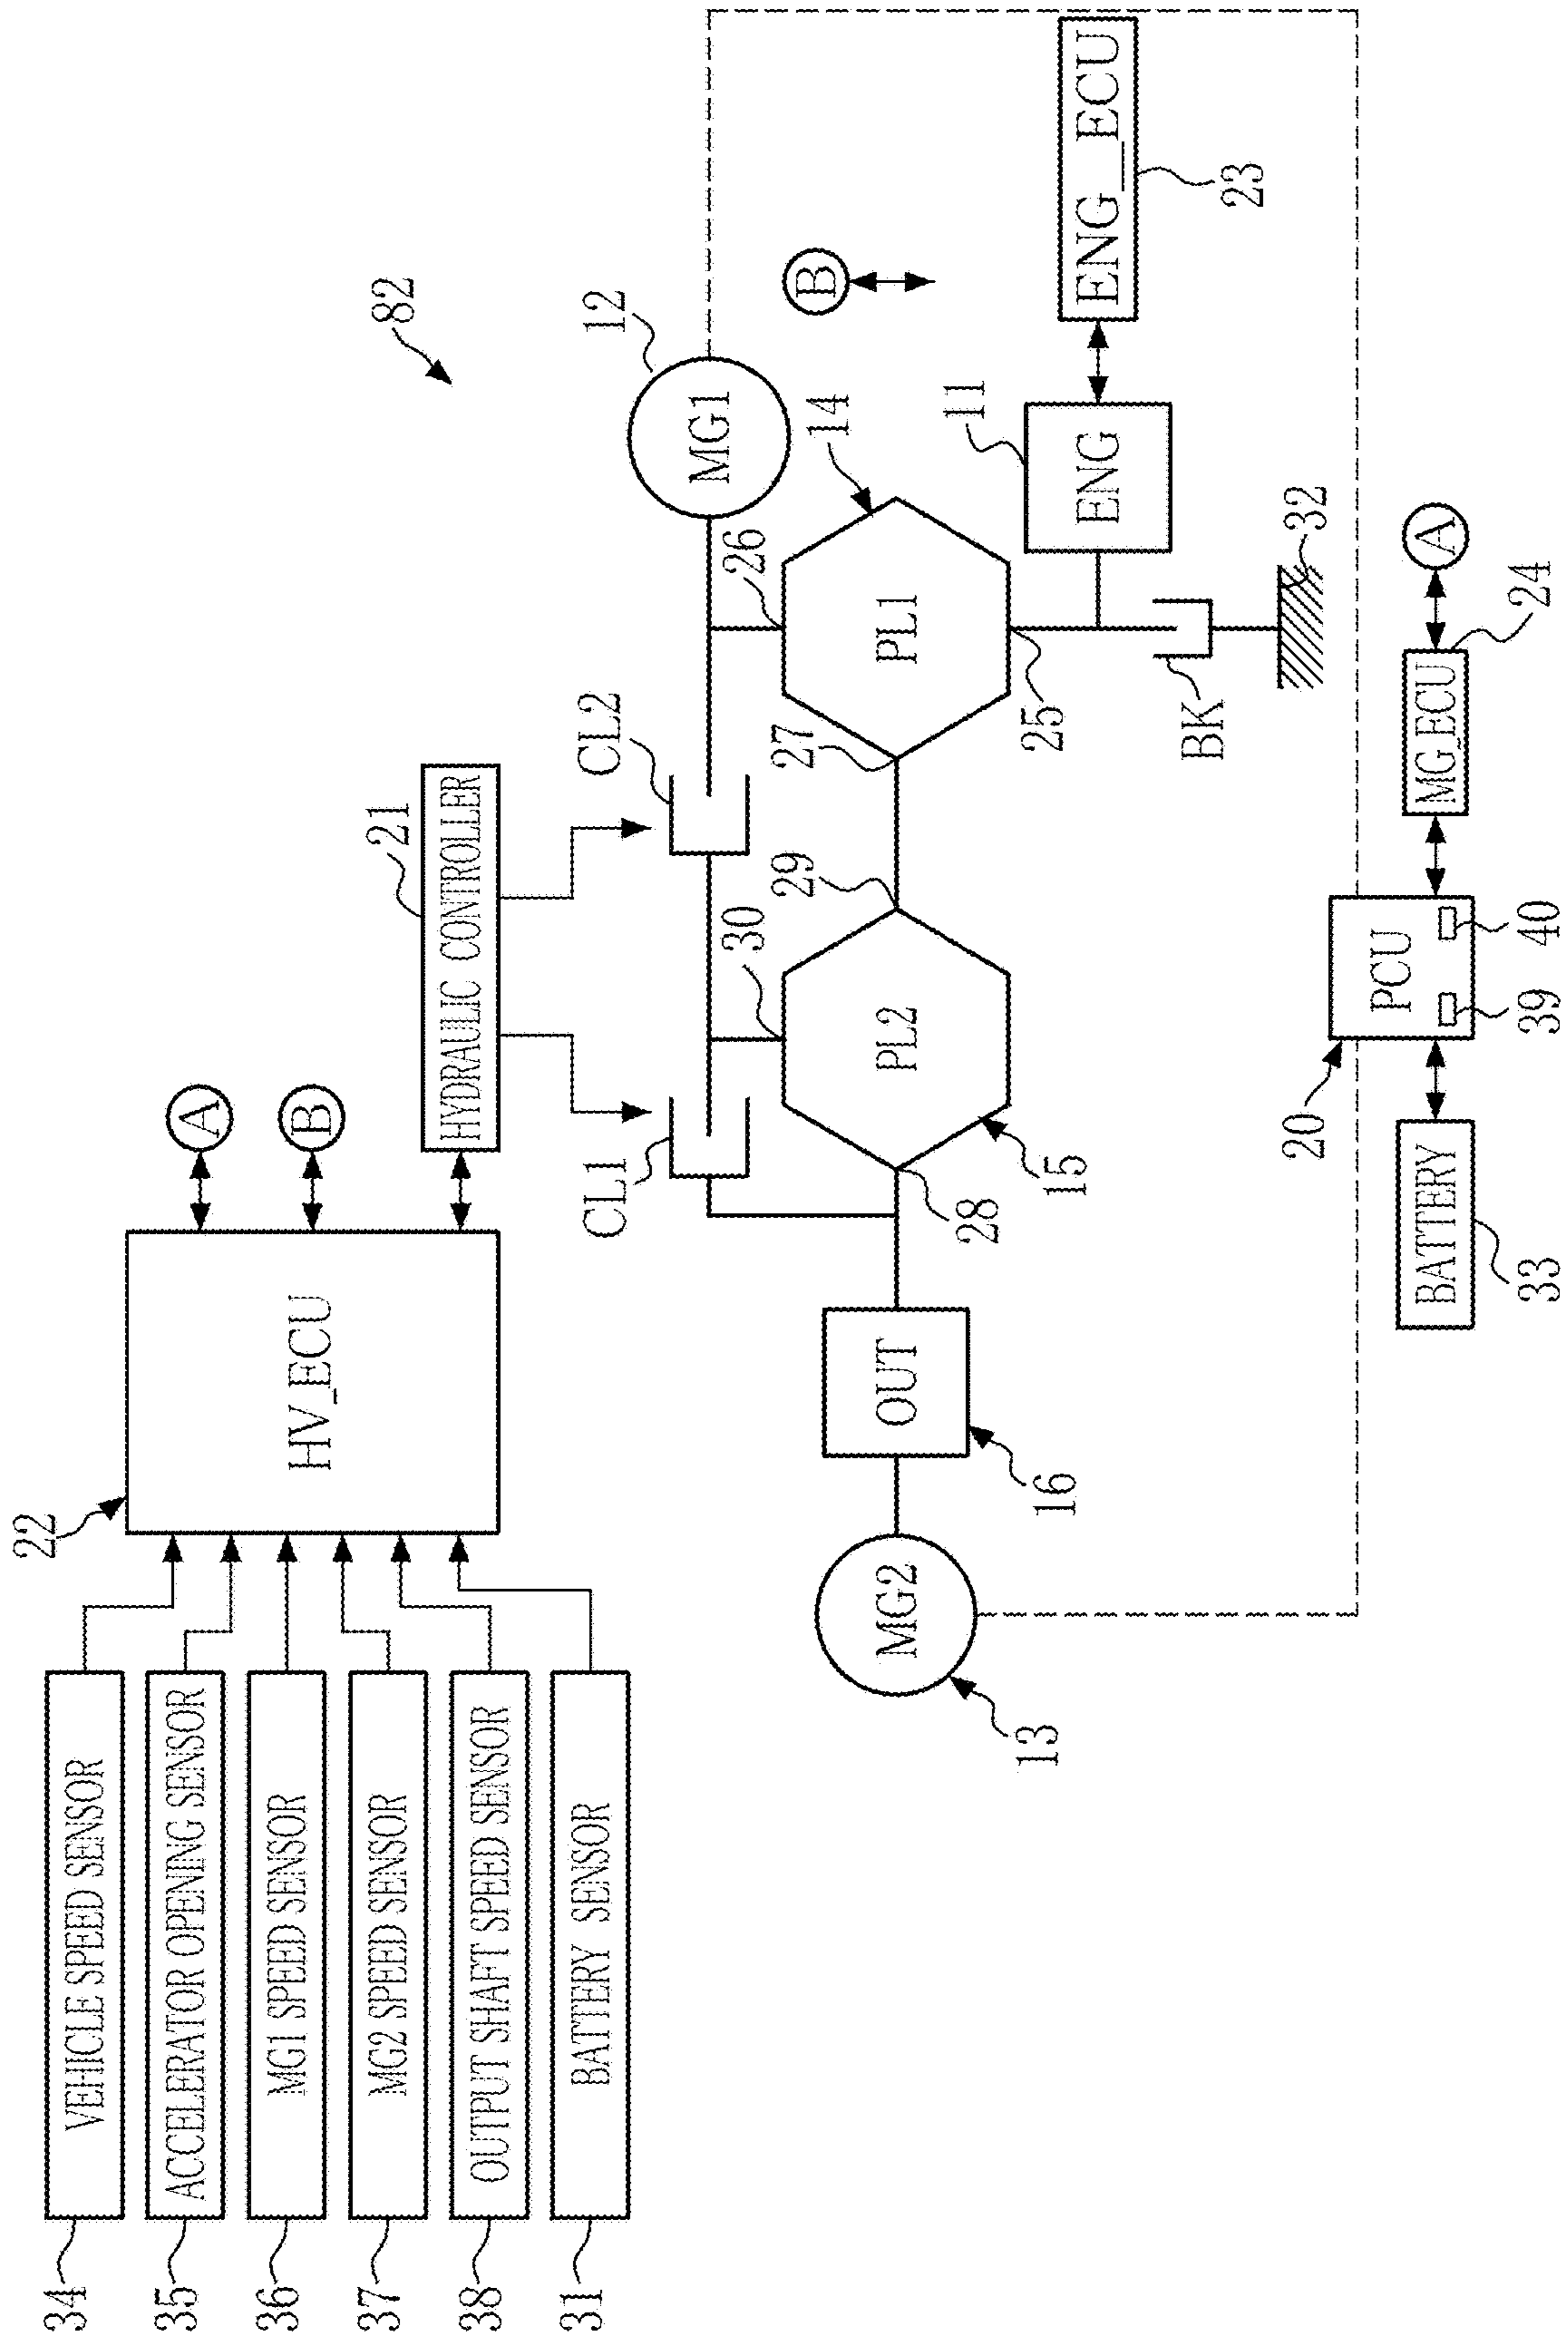 34
VEHICLE SPEED SENSOR
35
ACCELERATOR OPENING SENSOR
36
MG1 SPEED SENSOR
37
MG2 SPEED SENSOR
38
OUTPUT SHAFT SPEED SENSOR
31
BATTERY SENSOR
22
HV_ECU
A
B
21
HYDRAULIC CONTROLLER
82
CL1
CL2
12
MG1
30
26
B
13
MG2
16
OUT
28
15
PL2
29
27
PL1
14
25
11
ENG
ENG_ECU
23
BK
32
20
PCU
39
40
33
BATTERY
MG_ECU
24
A